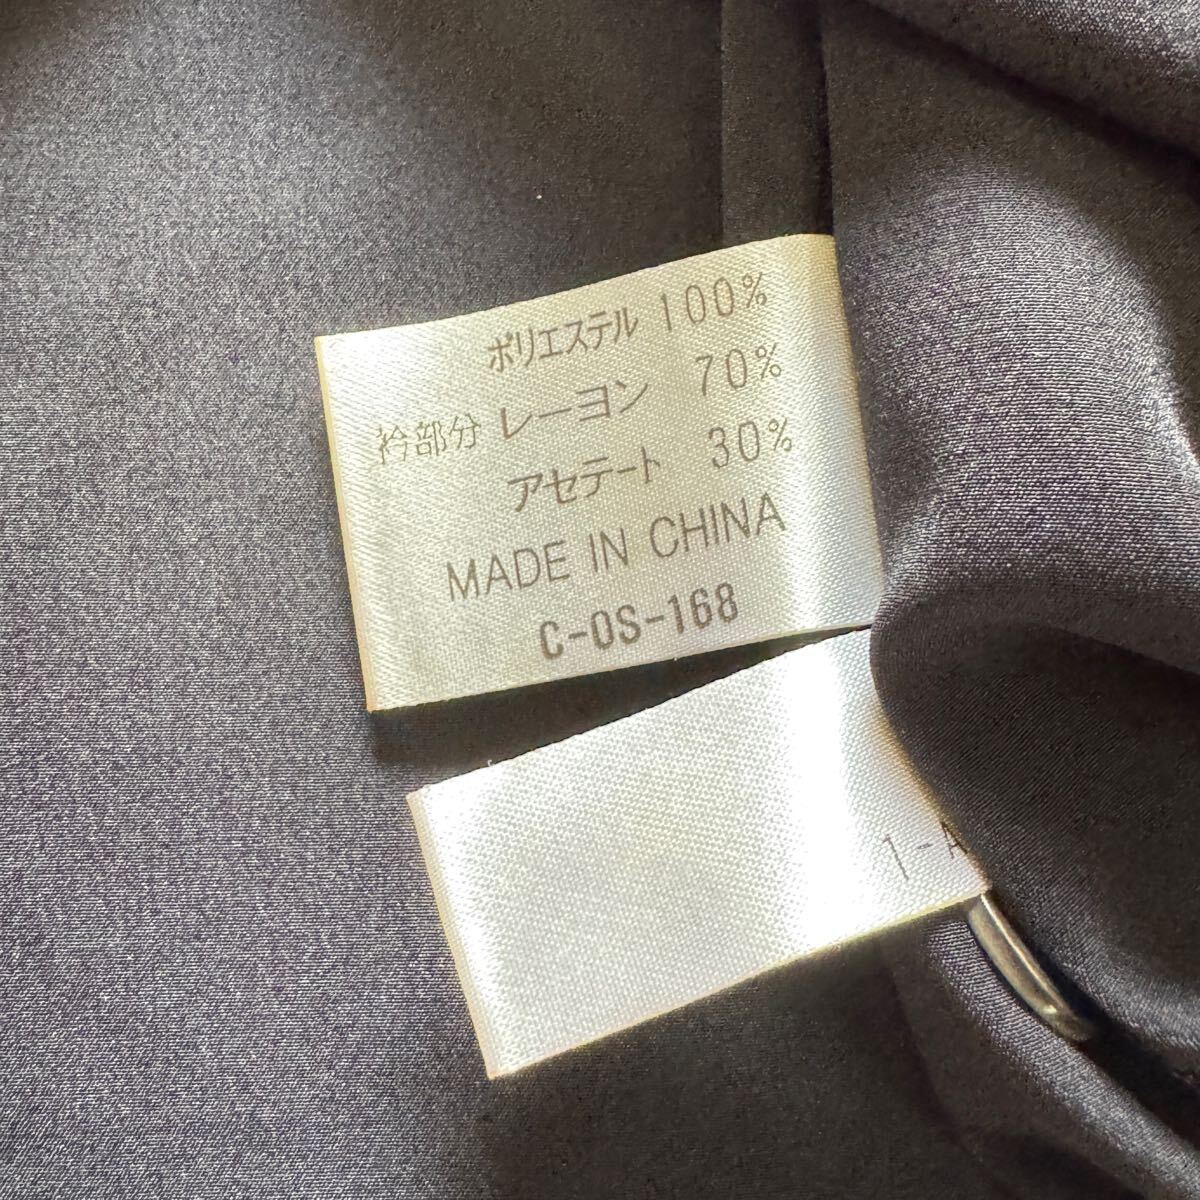 ポリエステル 100%
衿部分 レーヨン 70%
アセテート 30%
MADE IN CHINA
C-OS-168
1-A